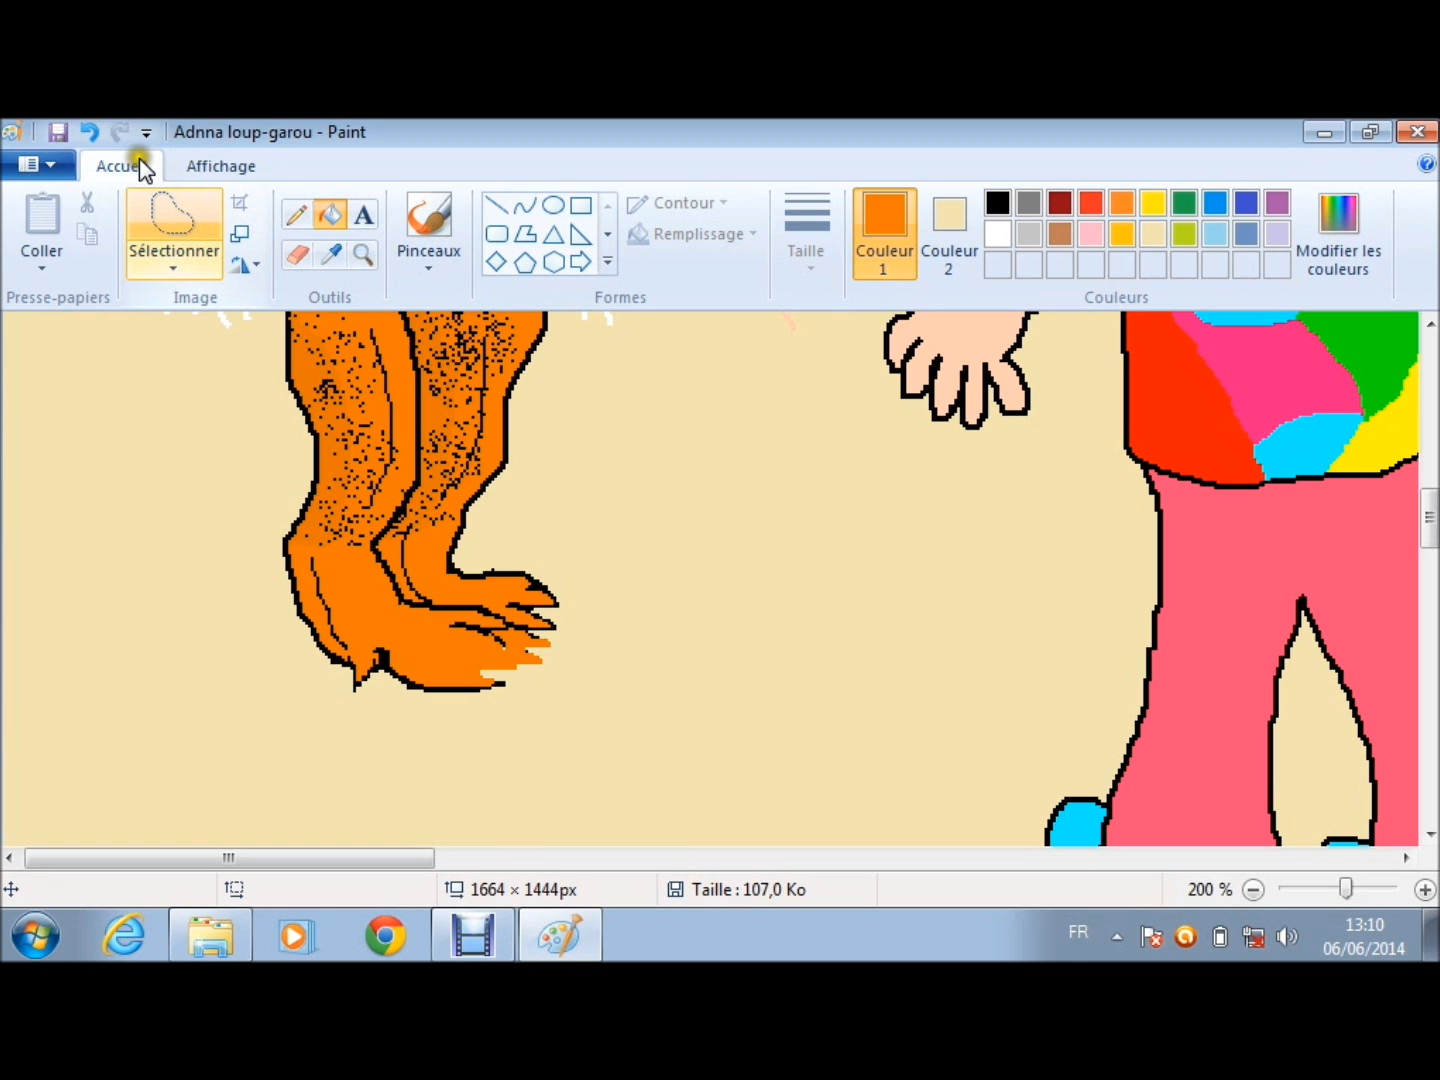 Adnna loup-garou - Paint
Affichage
Coller
Sélectionner
A
Pinceaux
Contour
Remplissage
Taille
Couleur
1
Couleur
2
Modifier les
couleurs
Presse-papiers
Image
Outils
Formes
Couleurs
1664 × 1444px
Taille : 107,0 Ko
200 %
FR
13:10
06/06/2014